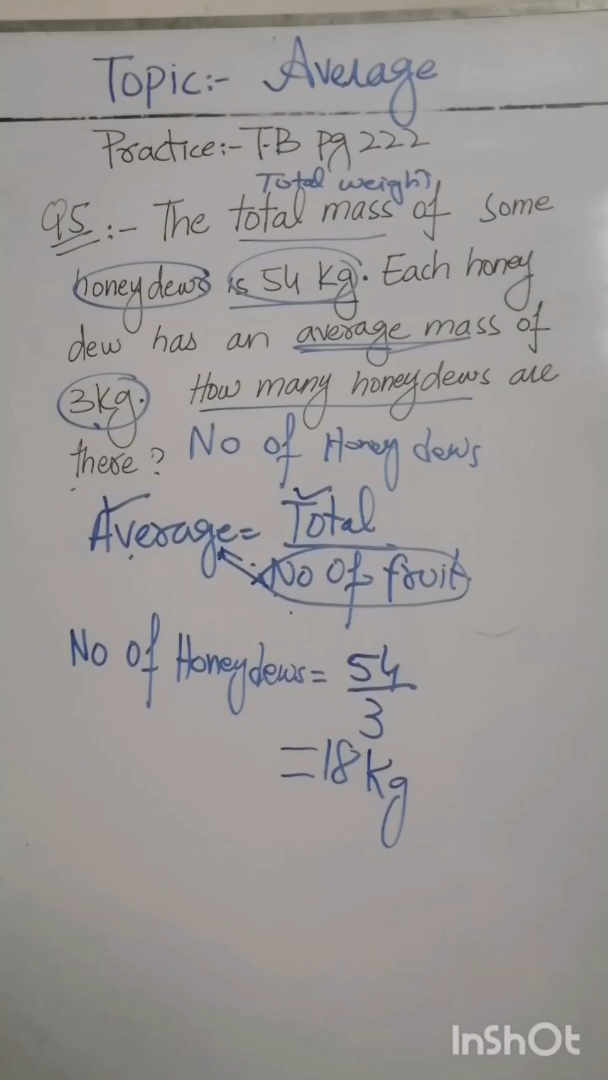 Topic:- Average
Practice:- T.B pg 222
Total weight
Q5:- The total mass of some
honeydews is 54 kg. Each honey
dew has an average mass of
3kg. How many honeydews are
there? No of Honey dews
Average = Total
No Of fruit
No Of Honeydews = 54
3
= 18 kg
InShOt